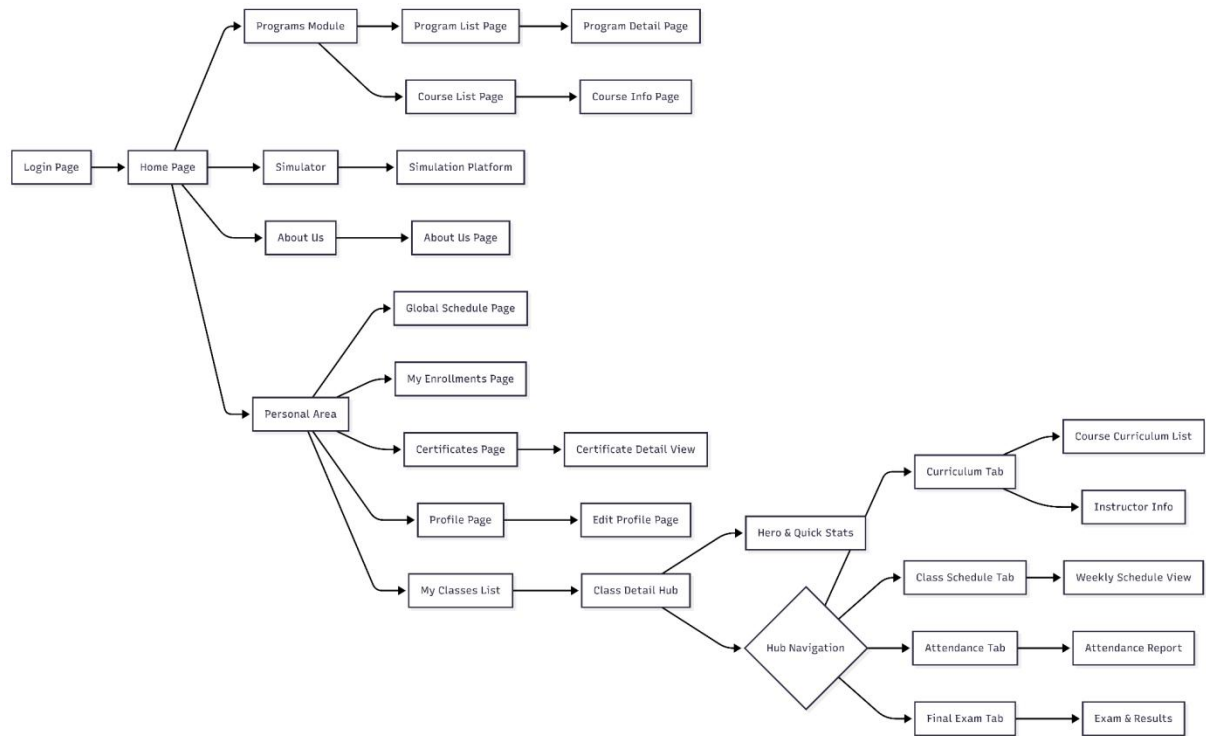 Programs Module
Program List Page
Program Detail Page
Course List Page
Course Info Page
Login Page
Home Page
Simulator
Simulation Platform
About Us
About Us Page
Global Schedule Page
My Enrollments Page
Personal Area
Certificates Page
Certificate Detail View
Profile Page
Edit Profile Page
My Classes List
Class Detail Hub
Hero & Quick Stats
Hub Navigation
Curriculum Tab
Course Curriculum List
Instructor Info
Class Schedule Tab
Weekly Schedule View
Attendance Tab
Attendance Report
Final Exam Tab
Exam & Results